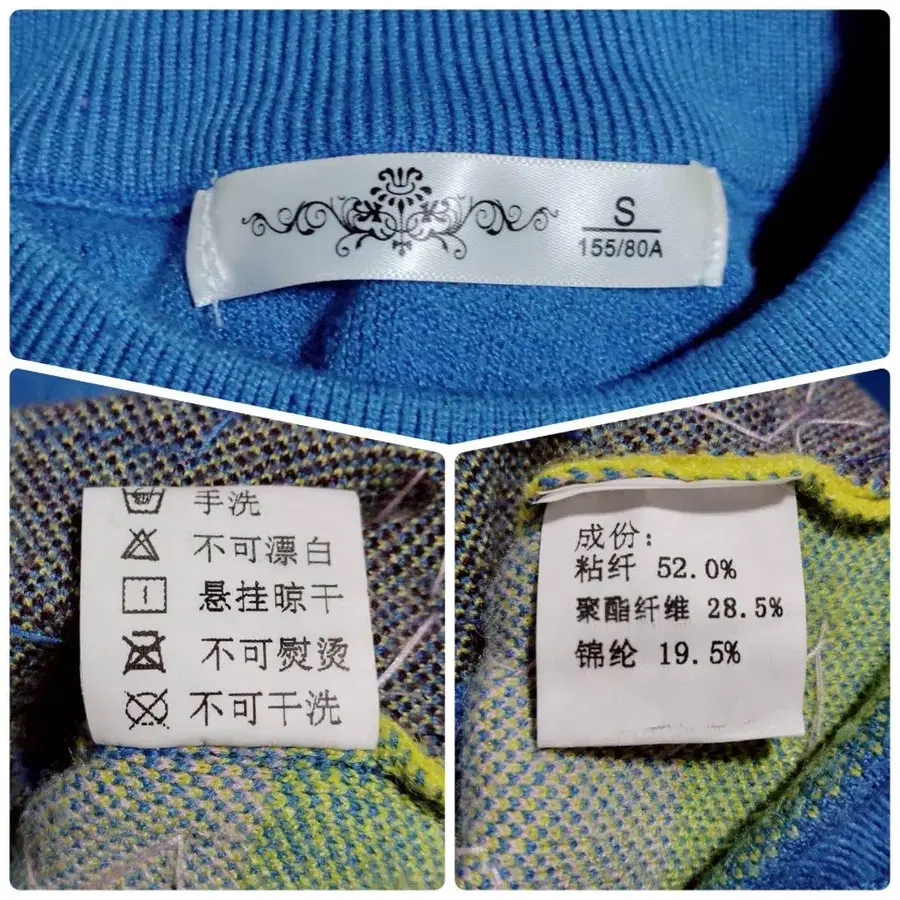 S
155/80A
手洗
不可漂白
悬挂晾干
不可熨烫
不可干洗
成份:
粘纤 52.0%
聚酯纤维 28.5%
锦纶 19.5%